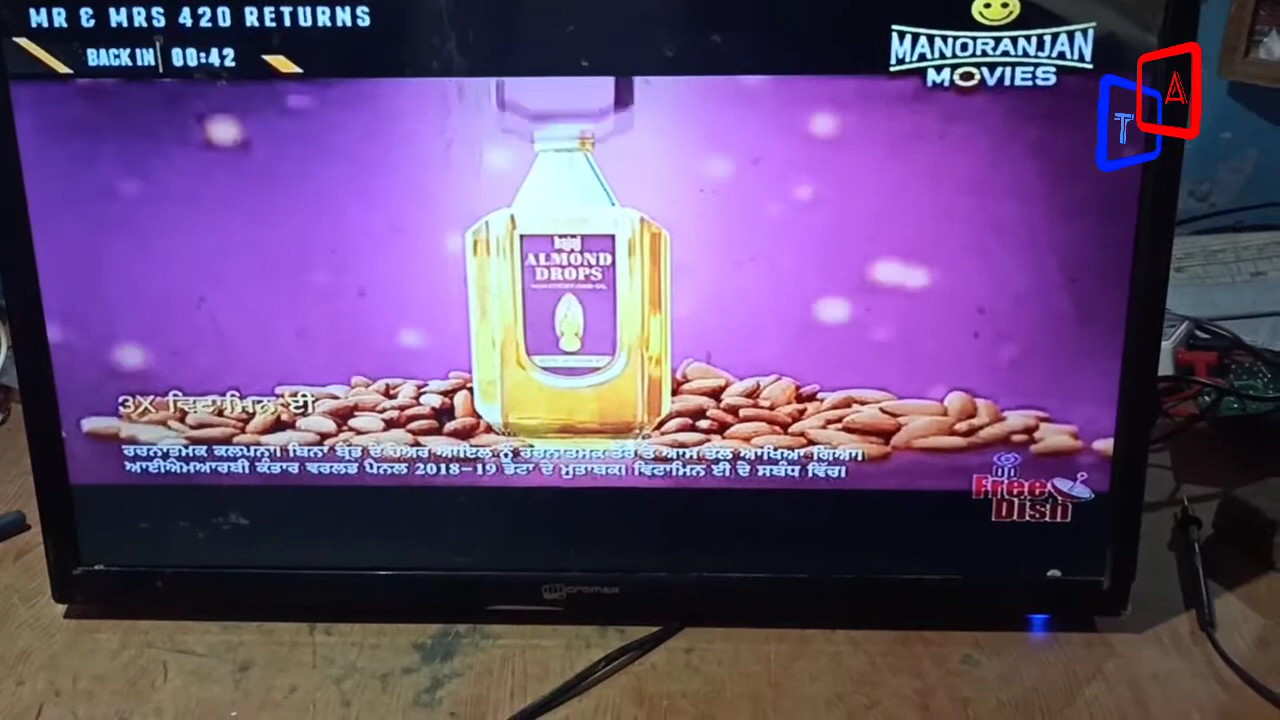 MR & MRS 420 RETURNS
BACK IN 00:42
MANORANJAN
MOVIES
T A
bajaj
ALMOND
DROPS
3X ਵਿਟਾਮਿਨ ਈ
ਰਚਨਾਤਮਕ ਕਲਪਨਾ। ਬਿਨਾ ਬ੍ਰੈਂਡ ਦੇ ਹੇਅਰ ਆਇਲ ਨੂੰ ਰਚਨਾਤਮਕ ਤੌਰ ਤੇ ਆਮ ਤੇਲ ਆਖਿਆ ਗਿਆ।
ਆਈਐਮਆਰਬੀ ਕੰਤਾਰ ਵਰਲਡ ਪੈਨਲ 2018-19 ਡੇਟਾ ਦੇ ਮੁਤਾਬਕ। ਵਿਟਾਮਿਨ ਈ ਦੇ ਸਬੰਧ ਵਿੱਚ।
DD
Free
Dish
Micromax